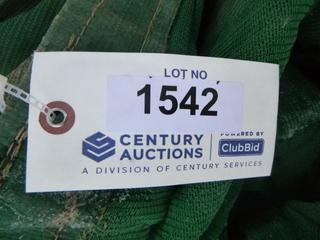 LOT NO
1542
CENTURY
AUCTIONS
POWERED BY
ClubBid
A DIVISION OF CENTURY SERVICES